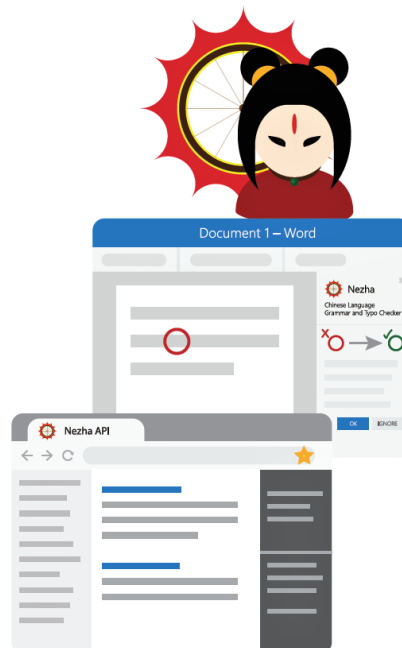 Document 1 – Word
Nezha
Chinese Language
Grammar and Typo Checker
OK
IGNORE
Nezha API